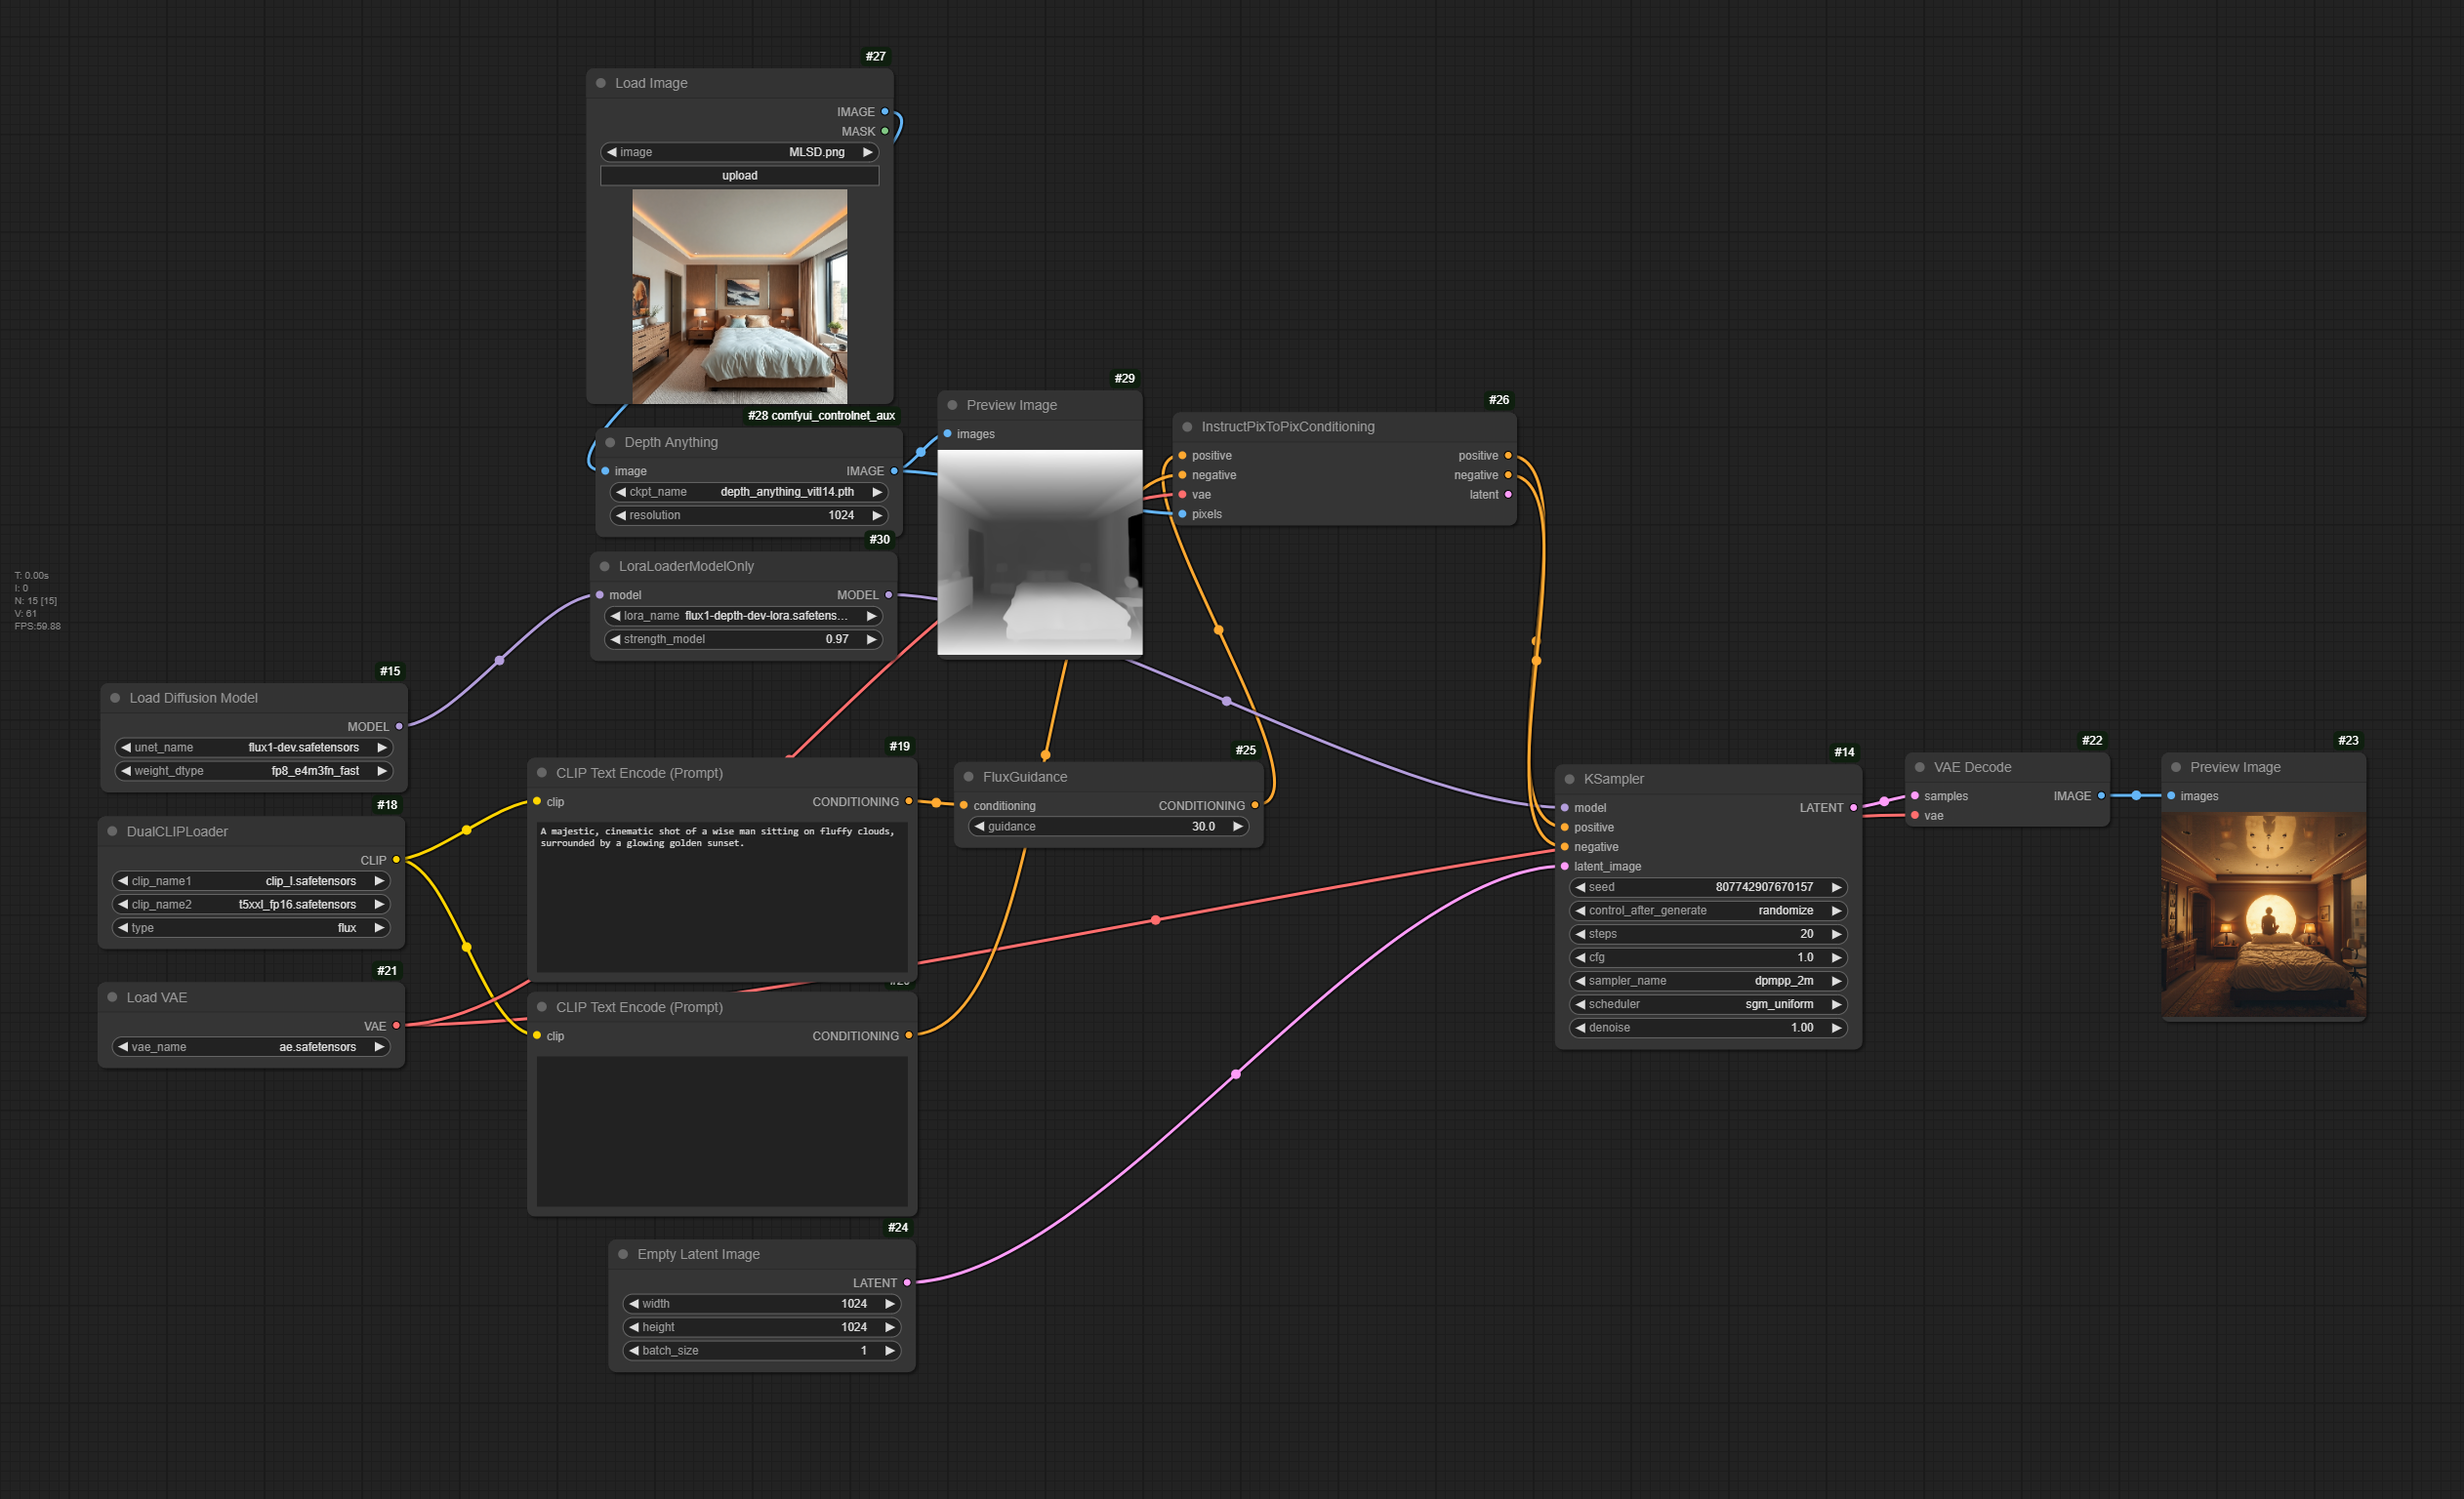 #27
Load Image
IMAGE
MASK
image MLSD.png
upload
#28 comfyui_controlnet_aux
Depth Anything
image IMAGE
ckpt_name depth_anything_vitl14.pth
resolution 1024
#29
Preview Image
images
#26
InstructPixToPixConditioning
positive positive
negative negative
vae latent
pixels
#30
LoraLoaderModelOnly
model MODEL
lora_name flux1-depth-dev-lora.safetens...
strength_model 0.97
T: 0.00s
I: 0
N: 15 [15]
V: 61
FPS:59.88
#15
Load Diffusion Model
MODEL
unet_name flux1-dev.safetensors
weight_dtype fp8_e4m3fn_fast
#18
DualCLIPLoader
CLIP
clip_name1 clip_l.safetensors
clip_name2 t5xxl_fp16.safetensors
type flux
#21
Load VAE
VAE
vae_name ae.safetensors
#19
CLIP Text Encode (Prompt)
clip CONDITIONING
A majestic, cinematic shot of a wise man sitting on fluffy clouds,
surrounded by a glowing golden sunset.
CLIP Text Encode (Prompt)
clip CONDITIONING
#25
FluxGuidance
conditioning CONDITIONING
guidance 30.0
#24
Empty Latent Image
LATENT
width 1024
height 1024
batch_size 1
#14
KSampler
model LATENT
positive
negative
latent_image
seed 807742907670157
control_after_generate randomize
steps 20
cfg 1.0
sampler_name dpmpp_2m
scheduler sgm_uniform
denoise 1.00
#22
VAE Decode
samples IMAGE
vae
#23
Preview Image
images